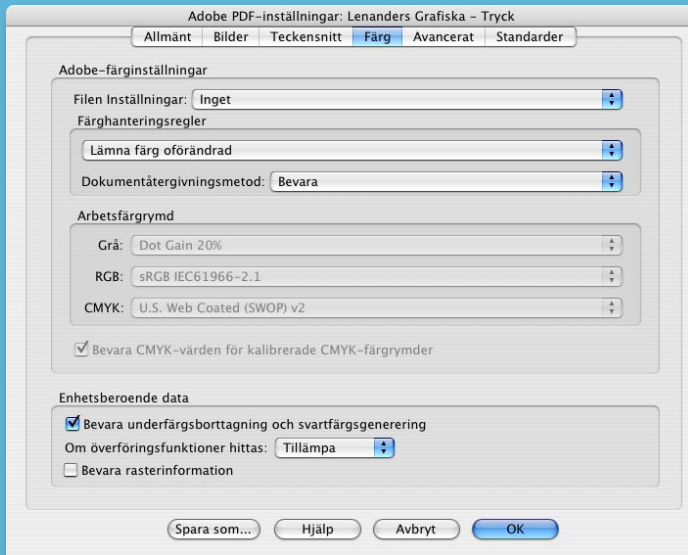 Adobe PDF-inställningar: Lenanders Grafiska – Tryck
Allmänt Bilder Teckensnitt Färg Avancerat Standarder
Adobe-färginställningar
Filen Inställningar: Inget
Färghanteringsregler
Lämna färg oförändrad
Dokumentåtergivningsmetod: Bevara
Arbetsfärgrymd
Grå: Dot Gain 20%
RGB: sRGB IEC61966-2.1
CMYK: U.S. Web Coated (SWOP) v2
Bevara CMYK-värden för kalibrerade CMYK-färgrymder
Enhetsberoende data
Bevara underfärgsborttagning och svartfärgsgenerering
Om överföringsfunktioner hittas: Tillämpa
Bevara rasterinformation
Spara som... Hjälp Avbryt OK